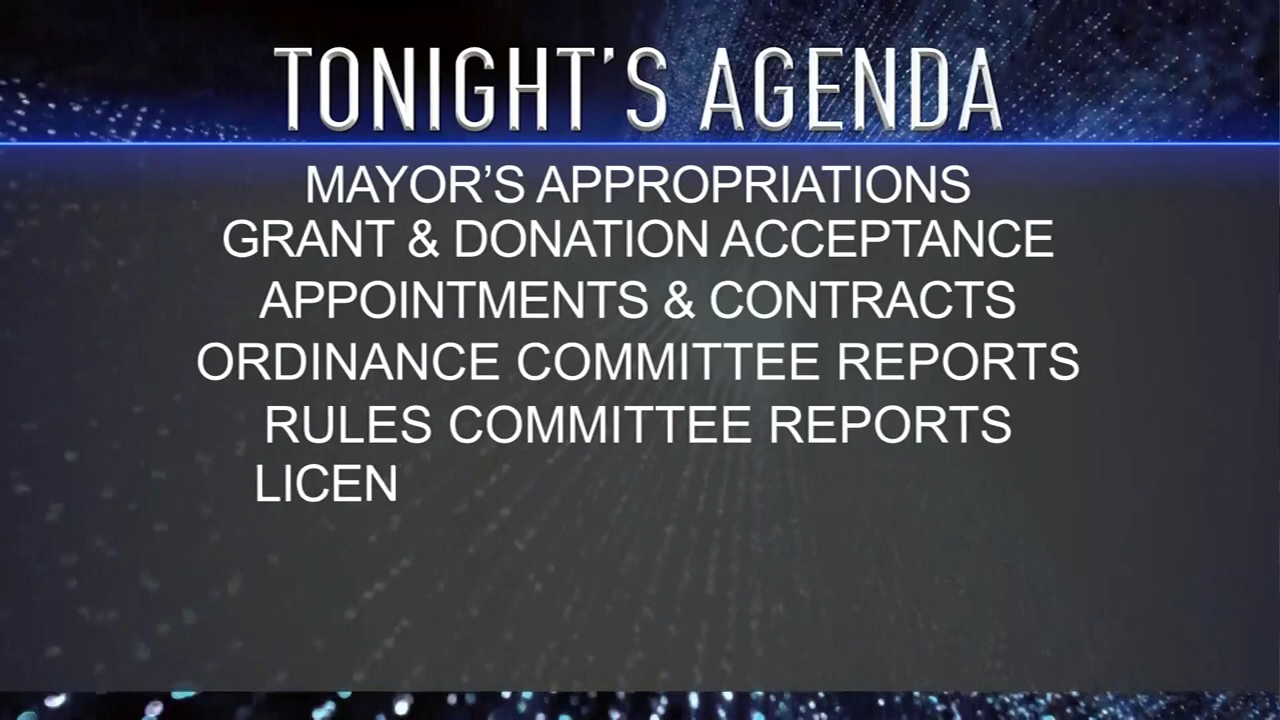 TONIGHT'S AGENDA
MAYOR’S APPROPRIATIONS
GRANT & DONATION ACCEPTANCE
APPOINTMENTS & CONTRACTS
ORDINANCE COMMITTEE REPORTS
RULES COMMITTEE REPORTS
LICEN